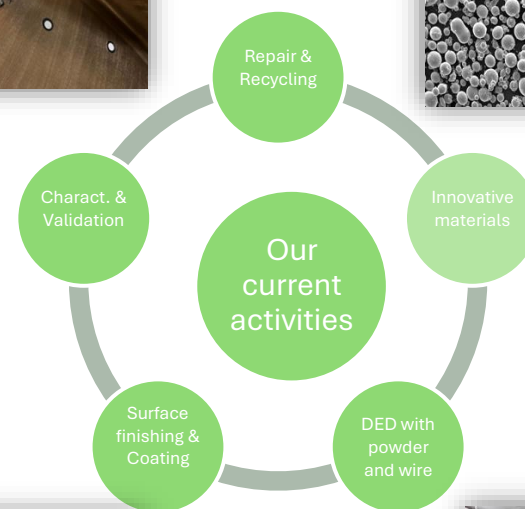 Repair &
Recycling
Innovative
materials
Charact. &
Validation
Our
current
activities
Surface
finishing &
Coating
DED with
powder
and wire